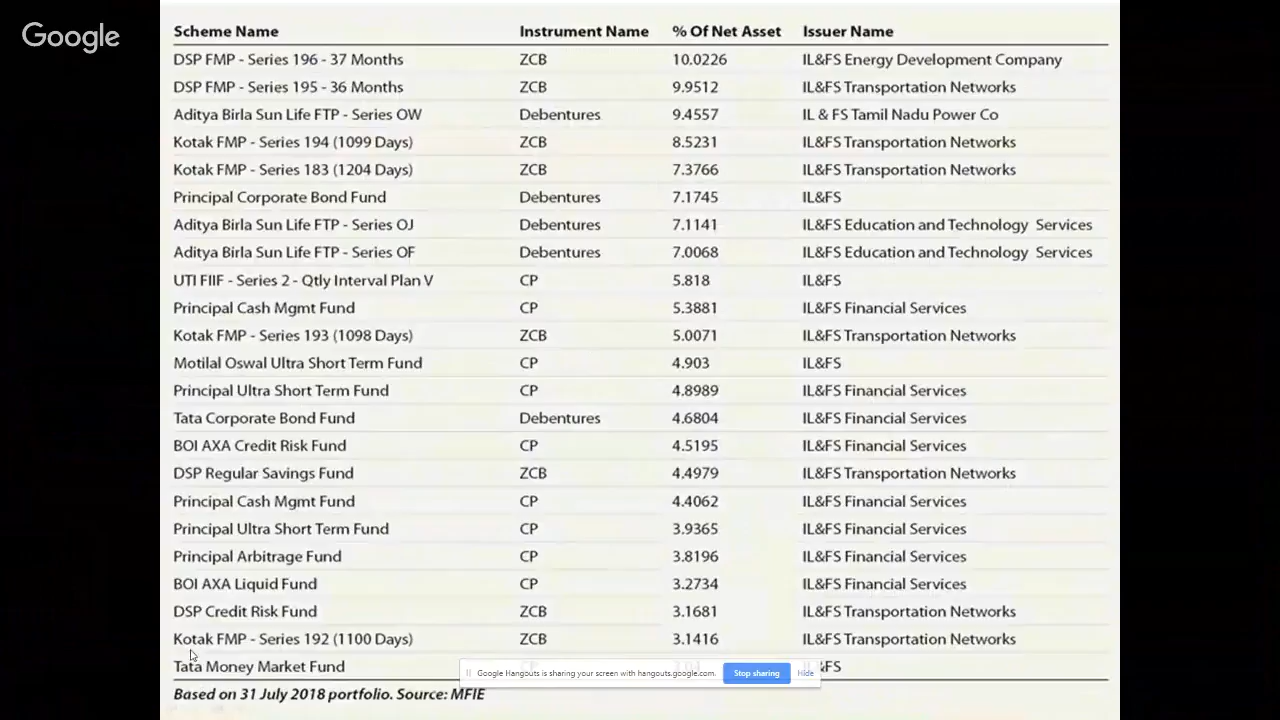 Google
Scheme Name Instrument Name % Of Net Asset Issuer Name
DSP FMP - Series 196 - 37 Months ZCB 10.0226 IL&FS Energy Development Company
DSP FMP - Series 195 - 36 Months ZCB 9.9512 IL&FS Transportation Networks
Aditya Birla Sun Life FTP - Series OW Debentures 9.4557 IL & FS Tamil Nadu Power Co
Kotak FMP - Series 194 (1099 Days) ZCB 8.5231 IL&FS Transportation Networks
Kotak FMP - Series 183 (1204 Days) ZCB 7.3766 IL&FS Transportation Networks
Principal Corporate Bond Fund Debentures 7.1745 IL&FS
Aditya Birla Sun Life FTP - Series OJ Debentures 7.1141 IL&FS Education and Technology Services
Aditya Birla Sun Life FTP - Series OF Debentures 7.0068 IL&FS Education and Technology Services
UTI FIIF - Series 2 - Qtly Interval Plan V CP 5.818 IL&FS
Principal Cash Mgmt Fund CP 5.3881 IL&FS Financial Services
Kotak FMP - Series 193 (1098 Days) ZCB 5.0071 IL&FS Transportation Networks
Motilal Oswal Ultra Short Term Fund CP 4.903 IL&FS
Principal Ultra Short Term Fund CP 4.8989 IL&FS Financial Services
Tata Corporate Bond Fund Debentures 4.6804 IL&FS Financial Services
BOI AXA Credit Risk Fund CP 4.5195 IL&FS Financial Services
DSP Regular Savings Fund ZCB 4.4979 IL&FS Transportation Networks
Principal Cash Mgmt Fund CP 4.4062 IL&FS Financial Services
Principal Ultra Short Term Fund CP 3.9365 IL&FS Financial Services
Principal Arbitrage Fund CP 3.8196 IL&FS Financial Services
BOI AXA Liquid Fund CP 3.2734 IL&FS Financial Services
DSP Credit Risk Fund ZCB 3.1681 IL&FS Transportation Networks
Kotak FMP - Series 192 (1100 Days) ZCB 3.1416 IL&FS Transportation Networks
Tata Money Market Fund
Google Hangouts is sharing your screen with hangouts.google.com. Stop sharing Hide
Based on 31 July 2018 portfolio. Source: MFIE